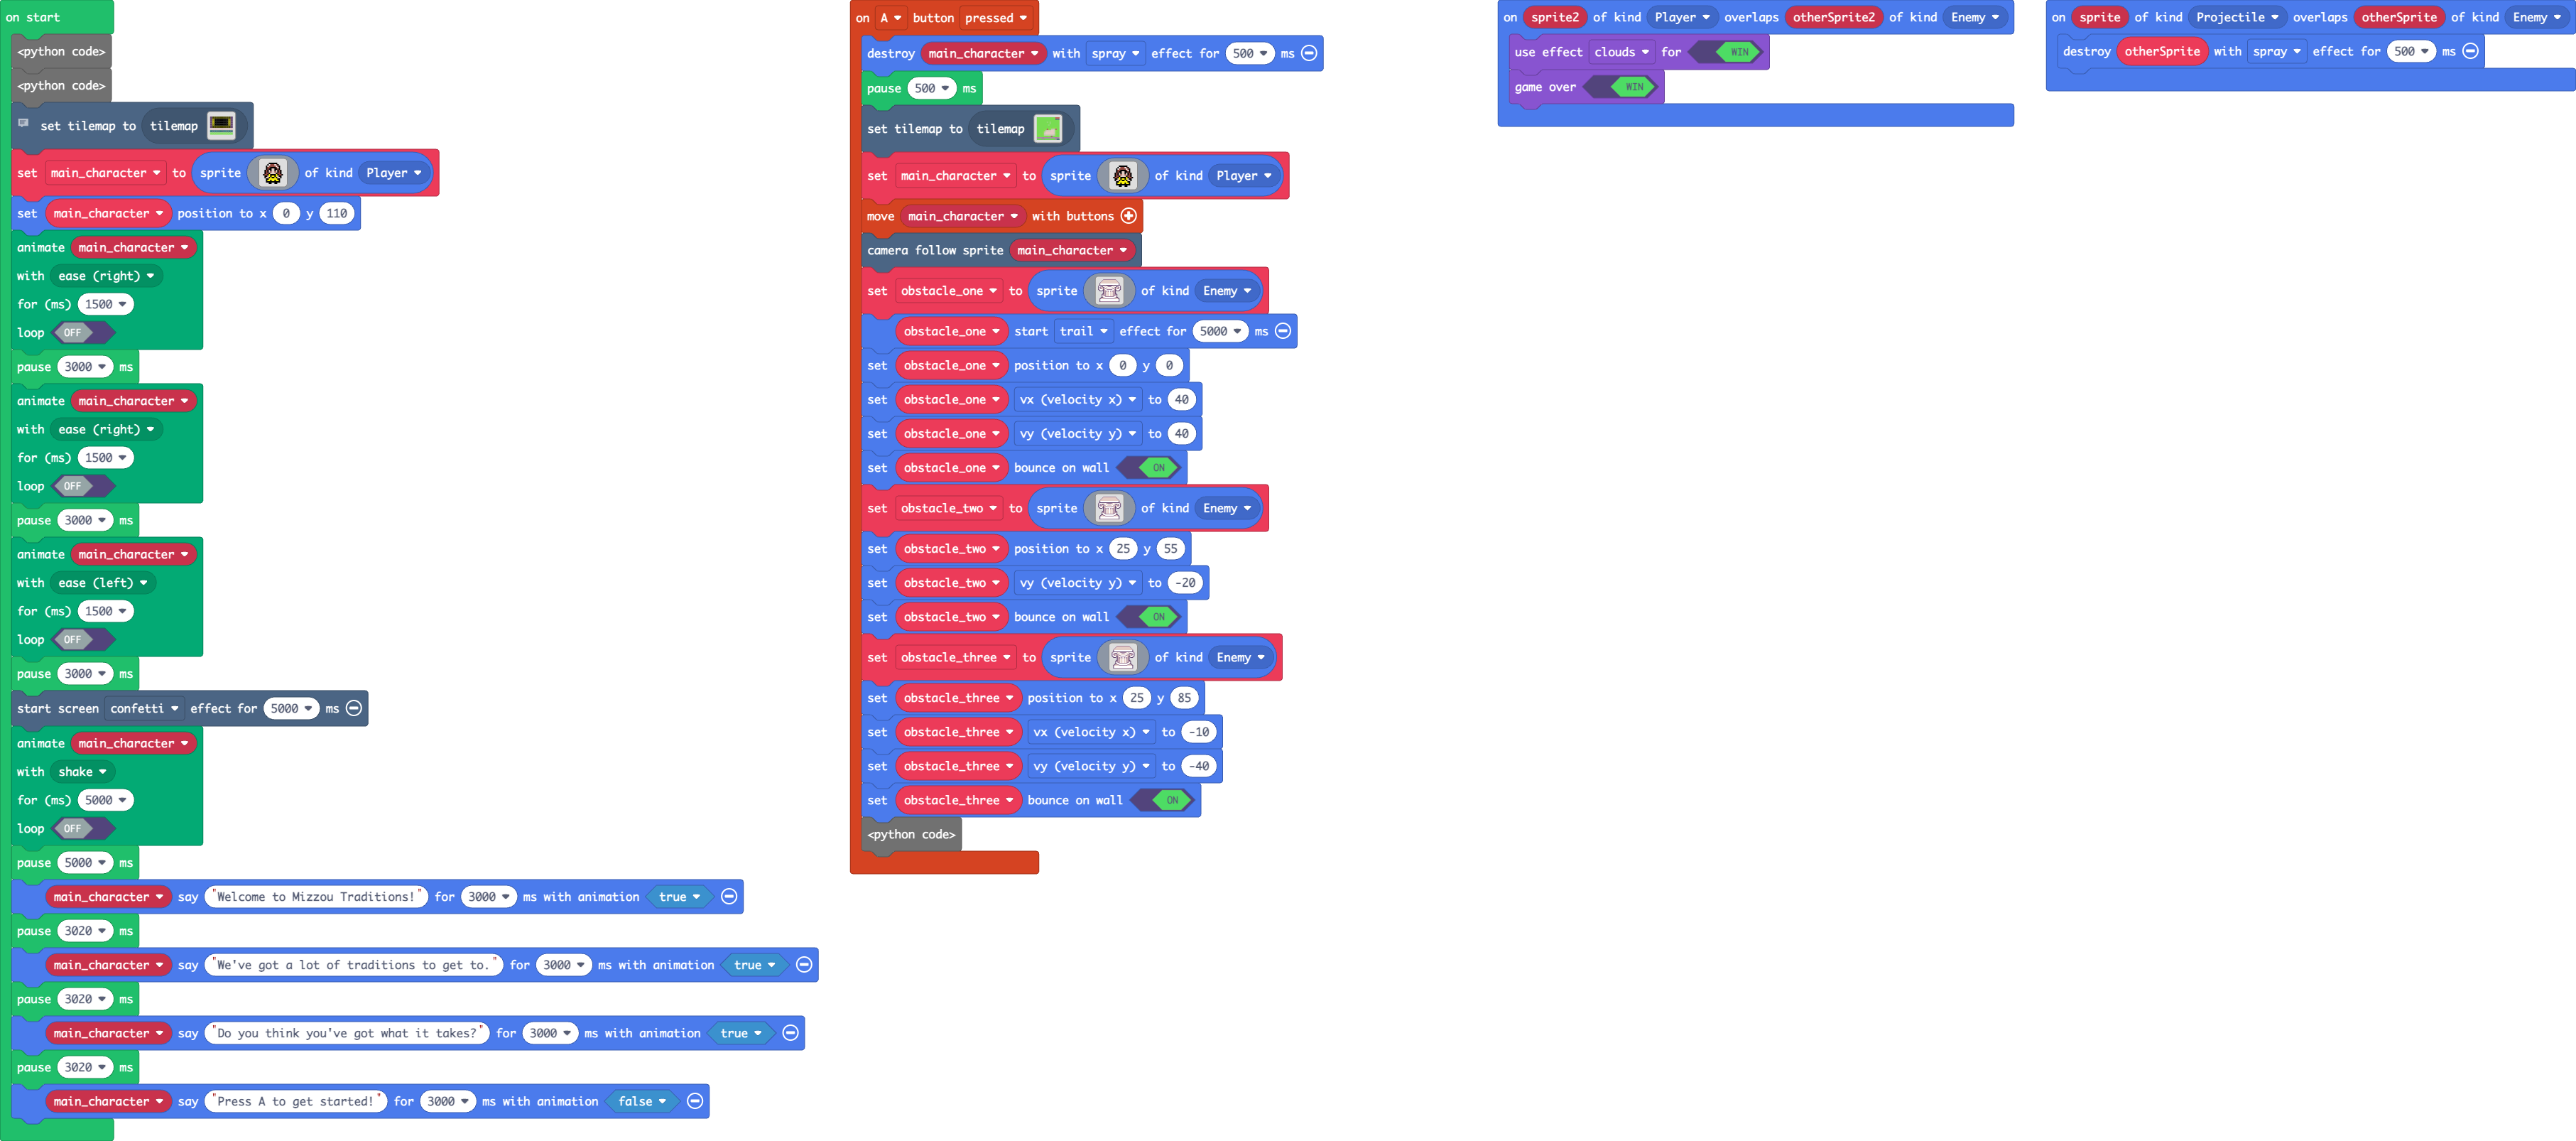 on start
<python code>
<python code>
set tilemap to tilemap
set main_character to sprite of kind Player
set main_character position to x 0 y 110
animate main_character
with ease (right)
for (ms) 1500
loop OFF
pause 3000 ms
animate main_character
with ease (right)
for (ms) 1500
loop OFF
pause 3000 ms
animate main_character
with ease (left)
for (ms) 1500
loop OFF
pause 3000 ms
start screen confetti effect for 5000 ms
animate main_character
with shake
for (ms) 5000
loop OFF
pause 5000 ms
main_character say "Welcome to Mizzou Traditions!" for 3000 ms with animation true
pause 3020 ms
main_character say "We've got a lot of traditions to get to." for 3000 ms with animation true
pause 3020 ms
main_character say "Do you think you've got what it takes?" for 3000 ms with animation true
pause 3020 ms
main_character say "Press A to get started!" for 3000 ms with animation false
on A button pressed
destroy main_character with spray effect for 500 ms
pause 500 ms
set tilemap to tilemap
set main_character to sprite of kind Player
move main_character with buttons
camera follow sprite main_character
set obstacle_one to sprite of kind Enemy
obstacle_one start trail effect for 5000 ms
set obstacle_one position to x 0 y 0
set obstacle_one vx (velocity x) to 40
set obstacle_one vy (velocity y) to 40
set obstacle_one bounce on wall ON
set obstacle_two to sprite of kind Enemy
set obstacle_two position to x 25 y 55
set obstacle_two vy (velocity y) to -20
set obstacle_two bounce on wall ON
set obstacle_three to sprite of kind Enemy
set obstacle_three position to x 25 y 85
set obstacle_three vx (velocity x) to -10
set obstacle_three vy (velocity y) to -40
set obstacle_three bounce on wall ON
<python code>
on sprite2 of kind Player overlaps otherSprite2 of kind Enemy
use effect clouds for WIN
game over WIN
on sprite of kind Projectile overlaps otherSprite of kind Enemy
destroy otherSprite with spray effect for 500 ms